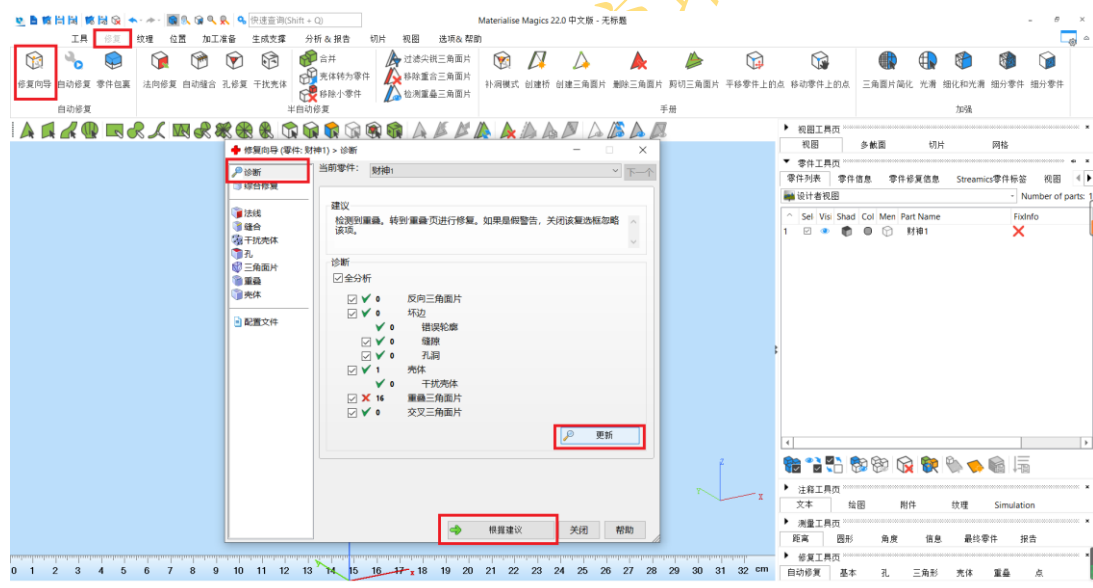 快速查询(Shift + Q)
Materialise Magics 22.0 中文版 - 无标题
工具 修复 纹理 位置 加工准备 生成支撑 分析 & 报告 切片 视图 选项& 帮助
修复向导 自动修复 零件包裹
法向修复 自动缝合 孔修复 干扰壳体
合并
壳体转为零件
移除小零件
过滤尖锐三角面片
移除重合三角面片
检测重叠三角面片
补洞模式 创建桥 创建三角面片 删除三角面片 剪切三角面片 平移零件上的点 移动零件上的点
三角面片简化 光滑 细化和光滑 细分零件 细分零件
自动修复 半自动修复 手册 加强
修复向导 (零件: 财神1) > 诊断
诊断
综合修复
法线
缝合
干扰壳体
孔
三角面片
重叠
壳体
配置文件
当前零件: 财神1 下一个
建议
检测到重叠。转到‘重叠’页进行修复。如果是假警告，关闭该复选框忽略
该项。
诊断
全分析
0 反向三角面片
0 坏边
0 错误轮廓
0 缝隙
0 孔洞
1 壳体
0 干扰壳体
16 重叠三角面片
0 交叉三角面片
更新
根据建议 关闭 帮助
视图工具页
视图 多截面 切片 网格
零件工具页
零件列表 零件信息 零件修复信息 Streamics零件标签 视图
设计者视图 Number of parts: 1
Sel Visi Shad Col Men Part Name FixInfo
1 财神1
注释工具页
文本 绘图 附件 纹理 Simulation
测量工具页
距离 圆形 角度 信息 最终零件 报告
修复工具页
自动修复 基本 孔 三角形 壳体 重叠 点
z
x
x
0 1 2 3 4 5 6 7 8 9 10 11 12 13 14 15 16 17 18 19 20 21 22 23 24 25 26 27 28 29 30 31 32 cm